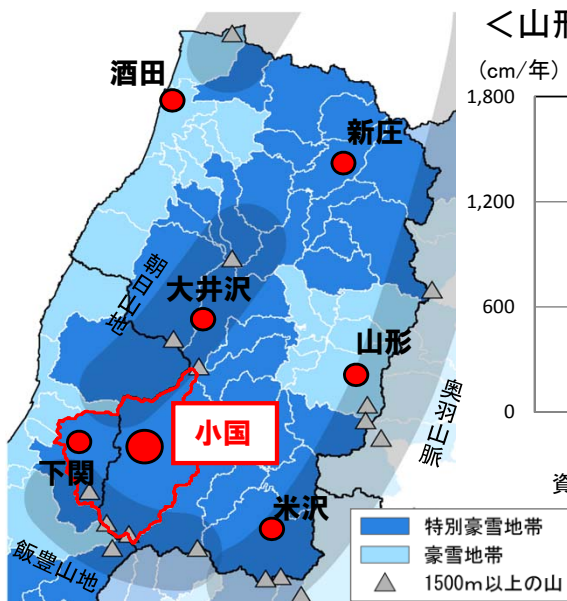 ＜山形
(cm/年)
1,800
1,200
600
0
酒田
新庄
朝日山地
大井沢
山形
奥羽山脈
小国
下関
米沢
飯豊山地
資
特別豪雪地帯
豪雪地帯
1500m以上の山